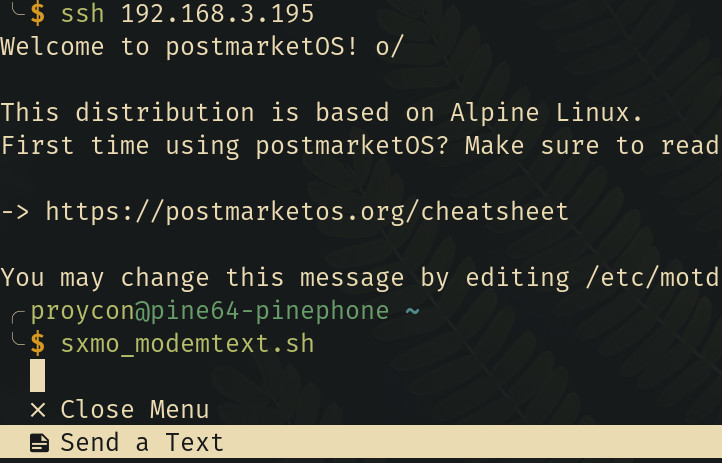 $ ssh 192.168.3.195
Welcome to postmarketOS! o/
This distribution is based on Alpine Linux.
First time using postmarketOS? Make sure to read
-> https://postmarketos.org/cheatsheet
You may change this message by editing /etc/motd
proycon@pine64-pinephone ~
$ sxmo_modemtext.sh
× Close Menu
Send a Text